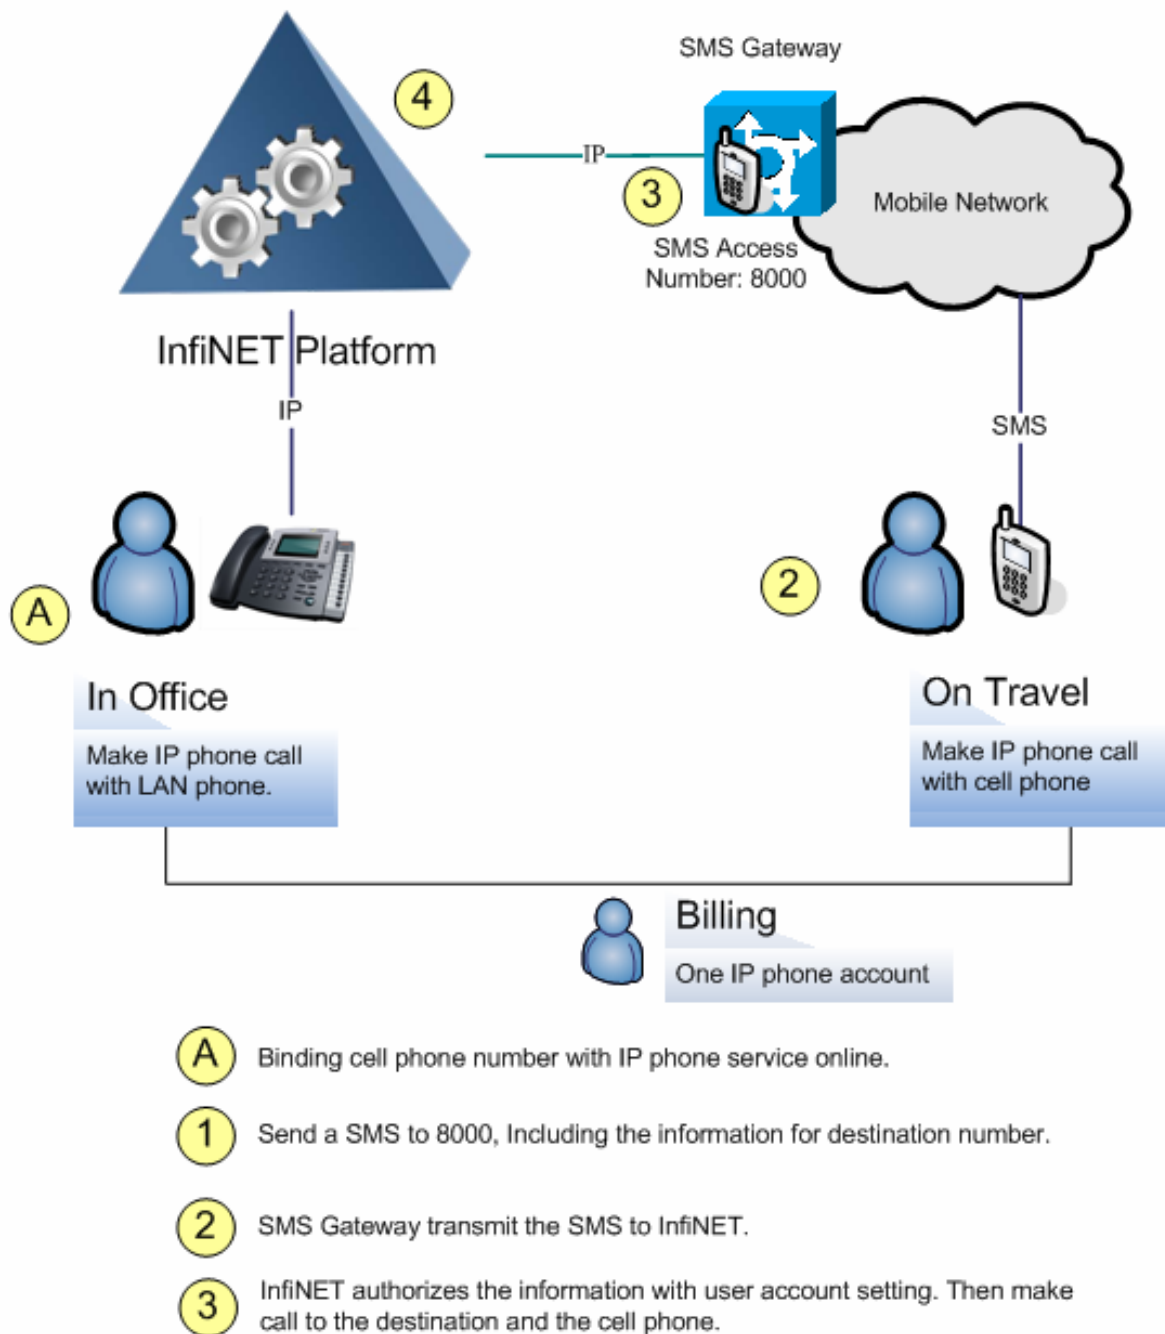 4
SMS Gateway
IP
3
Mobile Network
SMS Access
Number: 8000
InfiNET Platform
IP
SMS
A
2
In Office
Make IP phone call
with LAN phone.
On Travel
Make IP phone call
with cell phone
Billing
One IP phone account
A Binding cell phone number with IP phone service online.
1 Send a SMS to 8000, Including the information for destination number.
2 SMS Gateway transmit the SMS to InfiNET.
3 InfiNET authorizes the information with user account setting. Then make
call to the destination and the cell phone.